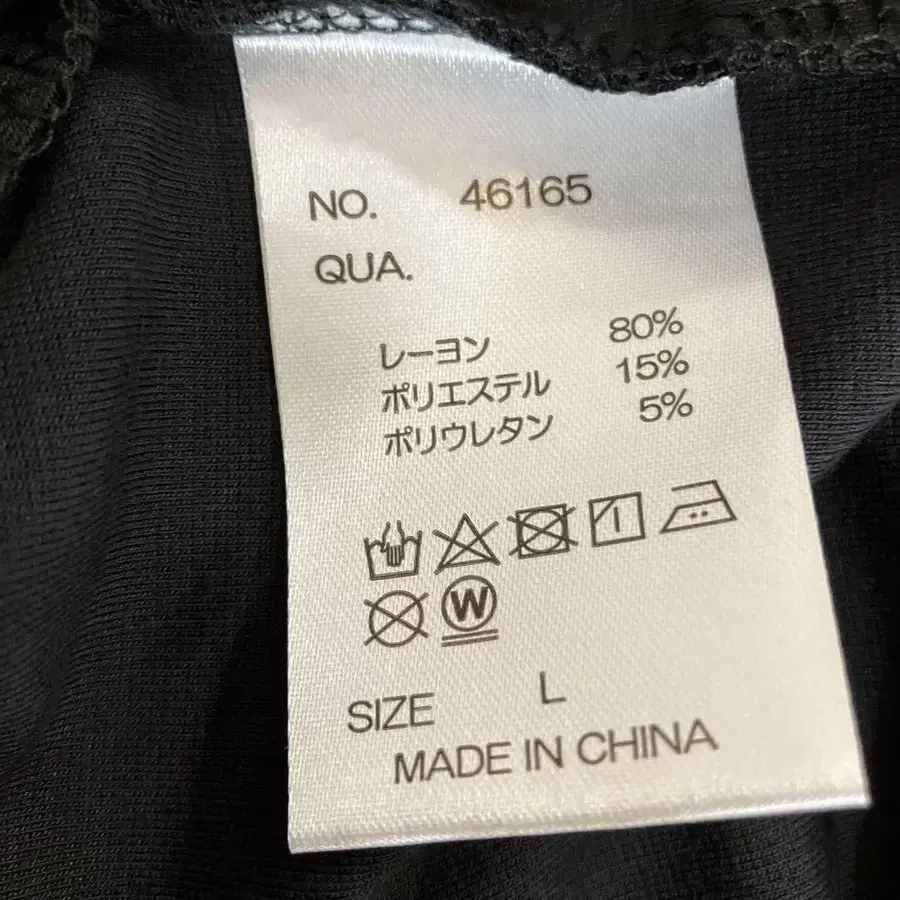 NO. 46165
QUA.
レーヨン 80%
ポリエステル 15%
ポリウレタン 5%
W
SIZE L
MADE IN CHINA